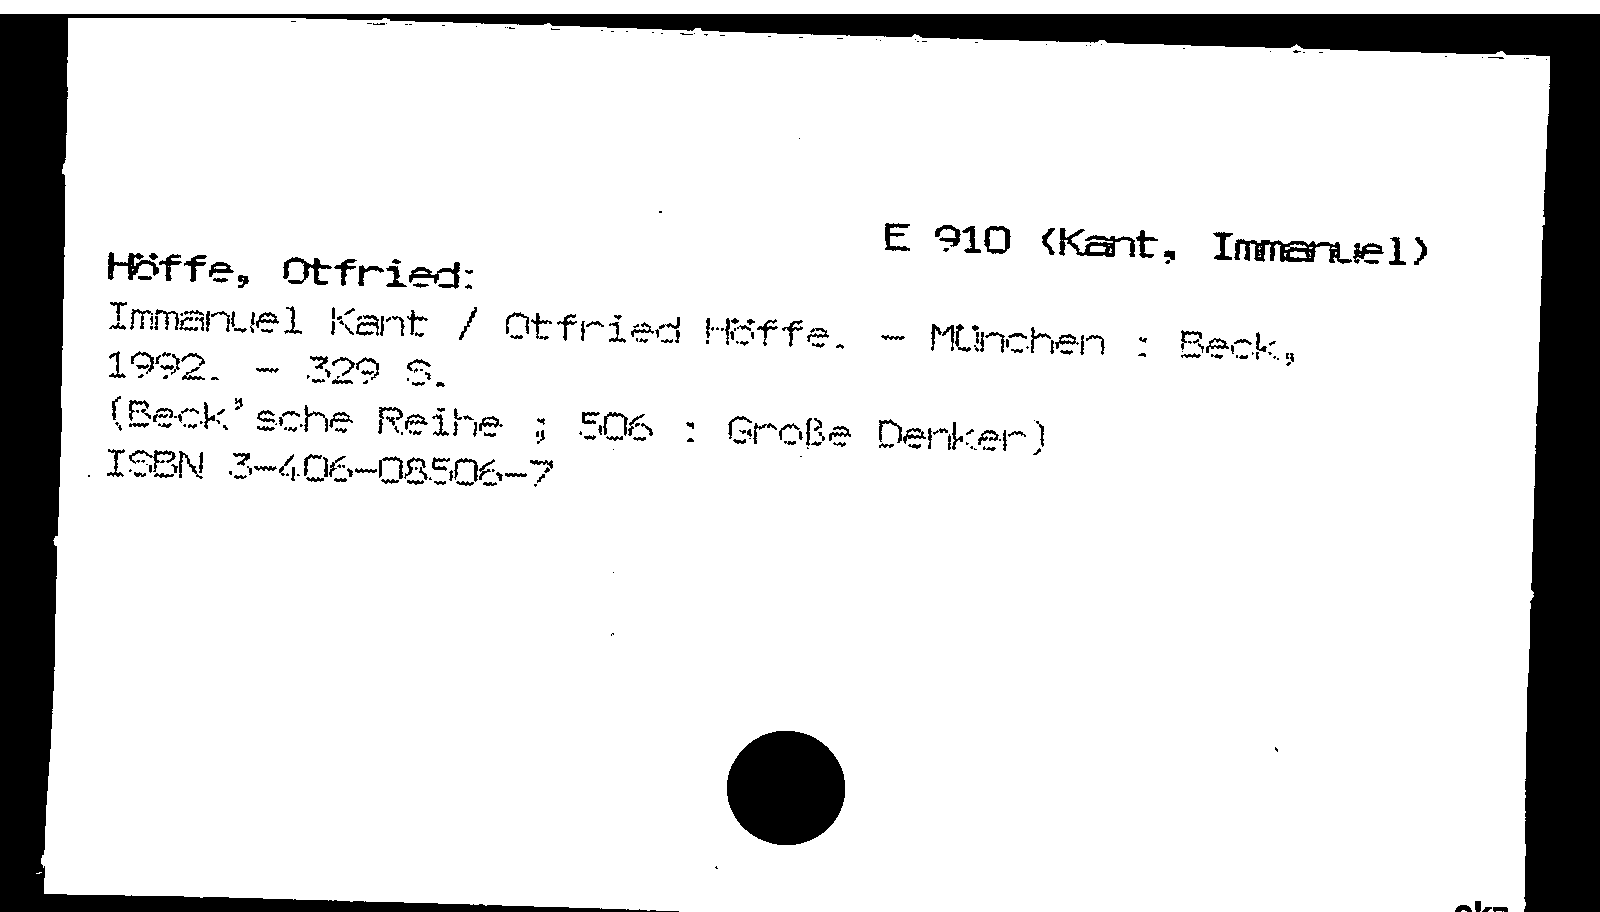 E 910 (Kant, Immanuel)
Höffe, Otfried:
Immanuel Kant / Otfried Höffe. - München : Beck,
1992. - 329 S.
(Beck'sche Reihe ; 506 : Große Denker)
ISBN 3-406-08506-7